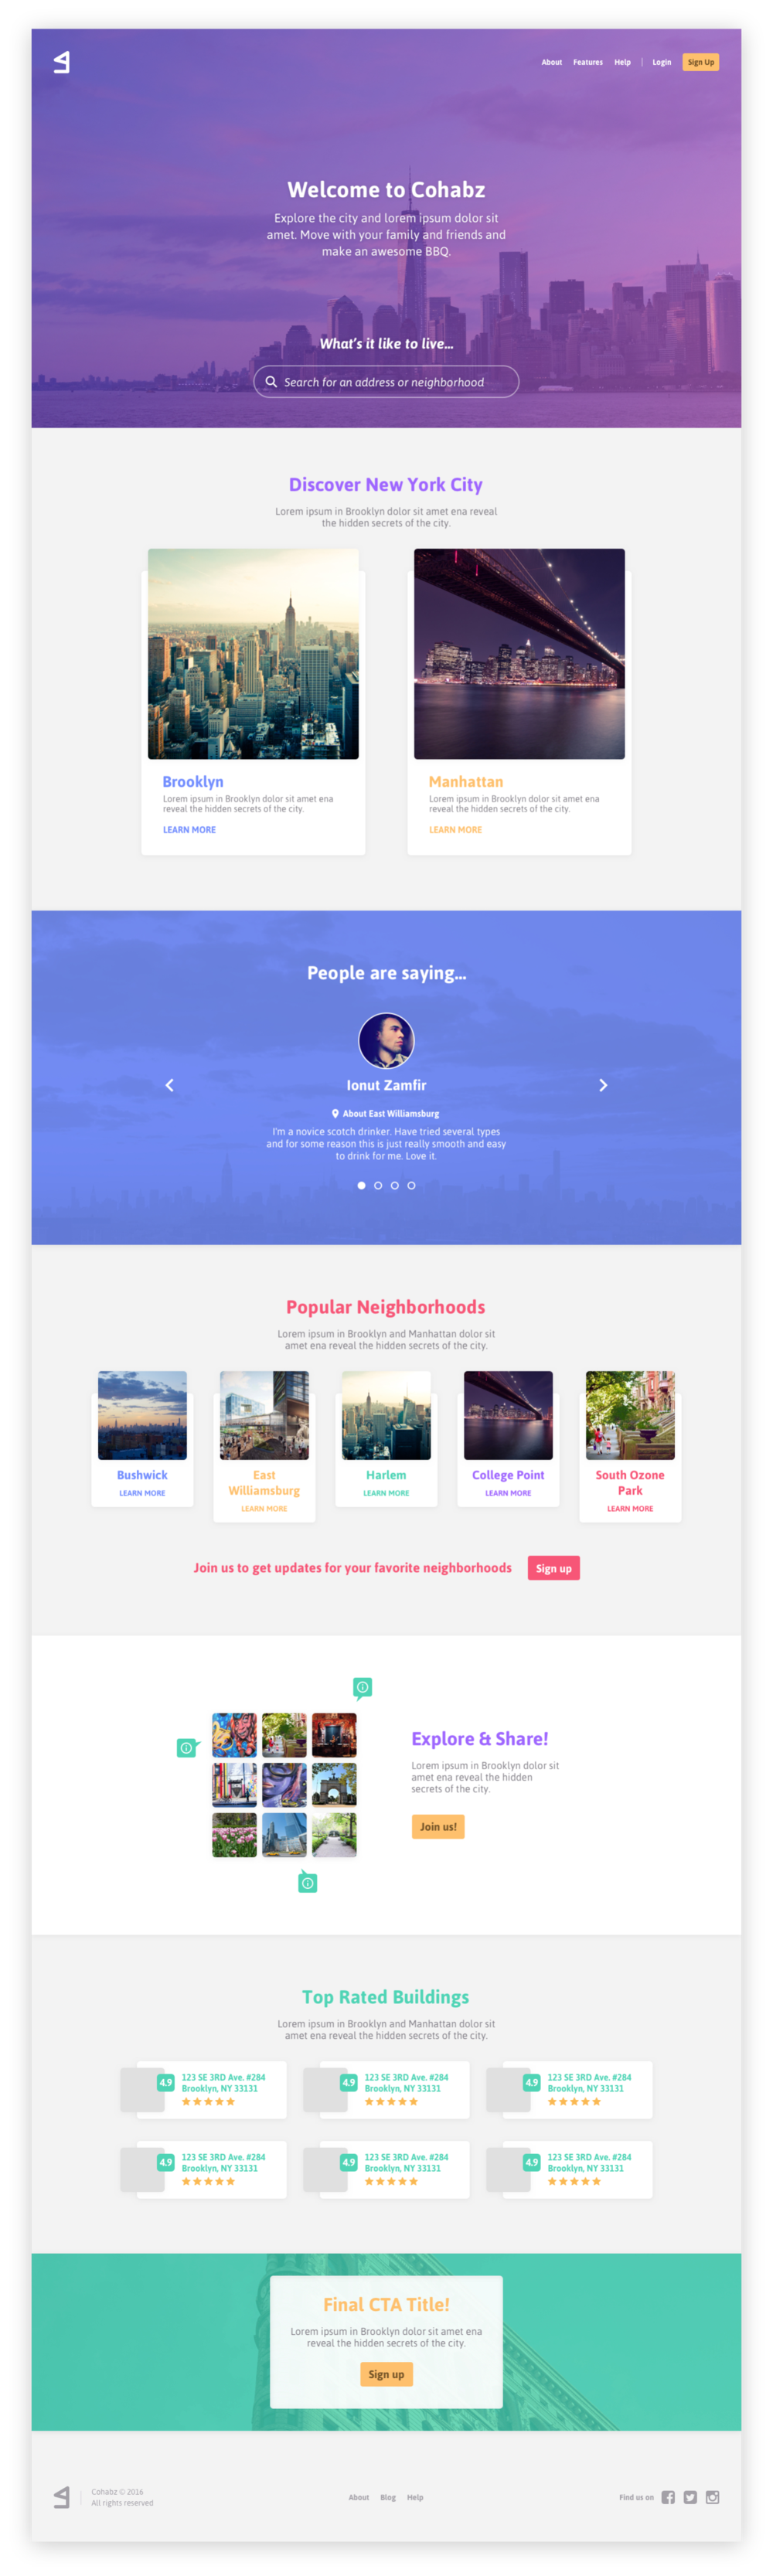 About Features Help | Login Sign Up
Welcome to Cohabz
Explore the city and lorem ipsum dolor sit
amet. Move with your family and friends and
make an awesome BBQ.
What's it like to live...
Search for an address or neighborhood
Discover New York City
Lorem ipsum in Brooklyn dolor sit amet ena reveal
the hidden secrets of the city.
Brooklyn
Lorem ipsum in Brooklyn dolor sit amet ena
reveal the hidden secrets of the city.
LEARN MORE
Manhattan
Lorem ipsum in Brooklyn dolor sit amet ena
reveal the hidden secrets of the city.
LEARN MORE
People are saying...
Ionut Zamfir
About East Williamsburg
I'm a novice scotch drinker. Have tried several types
and for some reason this is just really smooth and easy
to drink for me. Love it.
Popular Neighborhoods
Lorem ipsum in Brooklyn and Manhattan dolor sit
amet ena reveal the hidden secrets of the city.
Bushwick
LEARN MORE
East
Williamsburg
LEARN MORE
Harlem
LEARN MORE
College Point
LEARN MORE
South Ozone
Park
LEARN MORE
Join us to get updates for your favorite neighborhoods
Sign up
Explore & Share!
Lorem ipsum in Brooklyn dolor sit
amet ena reveal the hidden
secrets of the city.
Join us!
Top Rated Buildings
Lorem ipsum in Brooklyn and Manhattan dolor sit
amet ena reveal the hidden secrets of the city.
4.9
123 SE 3RD Ave. #284
Brooklyn, NY 33131
4.9
123 SE 3RD Ave. #284
Brooklyn, NY 33131
4.9
123 SE 3RD Ave. #284
Brooklyn, NY 33131
4.9
123 SE 3RD Ave. #284
Brooklyn, NY 33131
4.9
123 SE 3RD Ave. #284
Brooklyn, NY 33131
4.9
123 SE 3RD Ave. #284
Brooklyn, NY 33131
Final CTA Title!
Lorem ipsum in Brooklyn dolor sit amet ena
reveal the hidden secrets of the city.
Sign up
Cohabz © 2016
All rights reserved
About Blog Help
Find us on